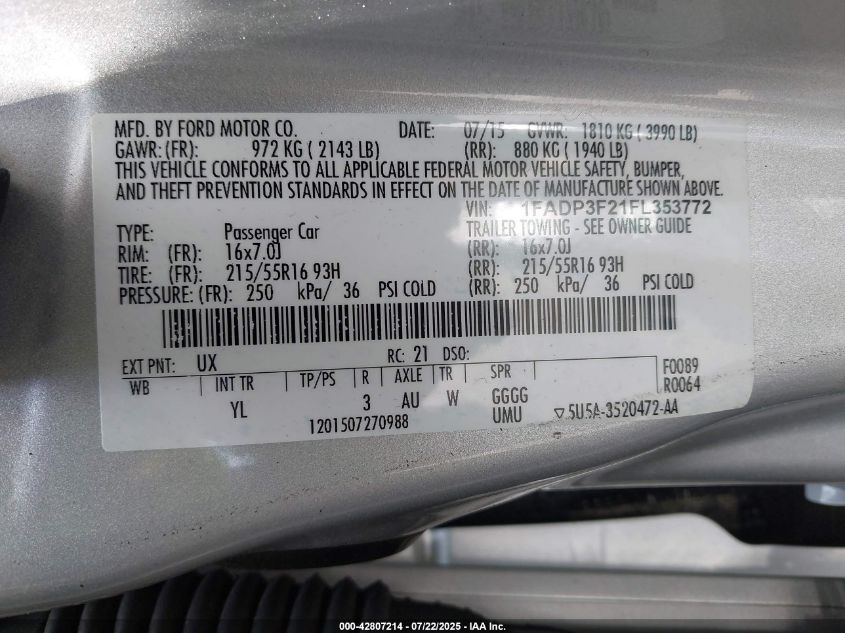 MFD. BY FORD MOTOR CO. DATE: 07/15 GVWR: 1810 KG ( 3990 LB)
GAWR: (FR): 972 KG ( 2143 LB) (RR): 880 KG ( 1940 LB)
THIS VEHICLE CONFORMS TO ALL APPLICABLE FEDERAL MOTOR VEHICLE SAFETY, BUMPER,
AND THEFT PREVENTION STANDARDS IN EFFECT ON THE DATE OF MANUFACTURE SHOWN ABOVE.
VIN: 1FADP3F21FL353772
TYPE: Passenger Car TRAILER TOWING - SEE OWNER GUIDE
RIM: (FR): 16x7.0J (RR): 16x7.0J
TIRE: (FR): 215/55R16 93H (RR): 215/55R16 93H
PRESSURE: (FR): 250 kPa/ 36 PSI COLD (RR): 250 kPa/ 36 PSI COLD
EXT PNT: UX RC: 21 DSO:
WB INT TR TP/PS R AXLE TR SPR F0089
YL 3 AU W GGGG R0064
1201507270988 UMU ▽5U5A-3520472-AA
000-42807214 - 07/22/2025 - IAA Inc.